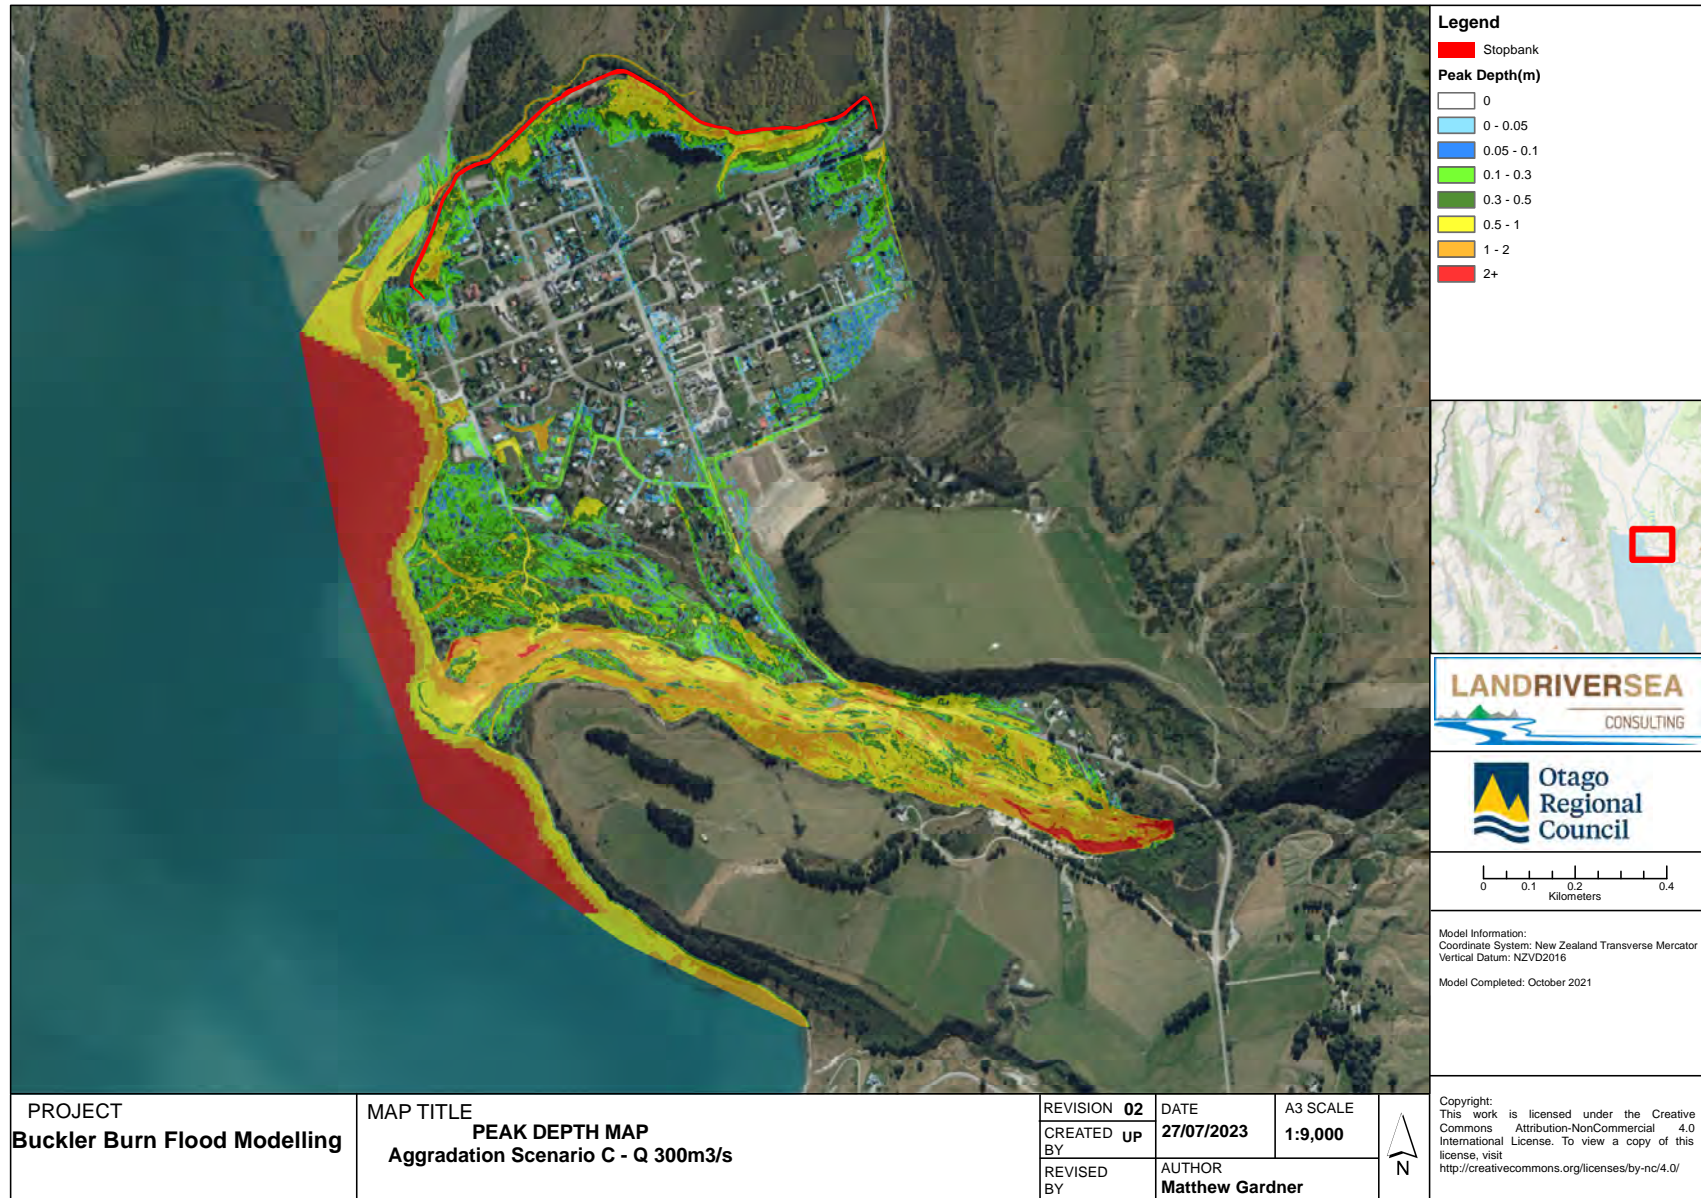 Legend
Stopbank
Peak Depth(m)
0
0 - 0.05
0.05 - 0.1
0.1 - 0.3
0.3 - 0.5
0.5 - 1
1 - 2
2+
LANDRIVERSEA
CONSULTING
Otago
Regional
Council
0 0.1 0.2 0.4
Kilometers
Model Information:
Coordinate System: New Zealand Transverse Mercator
Vertical Datum: NZVD2016
Model Completed: October 2021
Copyright:
This work is licensed under the Creative
Commons Attribution-NonCommercial 4.0
International License. To view a copy of this
license, visit
http://creativecommons.org/licenses/by-nc/4.0/
PROJECT
Buckler Burn Flood Modelling
MAP TITLE
PEAK DEPTH MAP
Aggradation Scenario C - Q 300m3/s
REVISION 02
CREATED BY UP
REVISED BY
DATE
27/07/2023
A3 SCALE
1:9,000
AUTHOR
Matthew Gardner
N